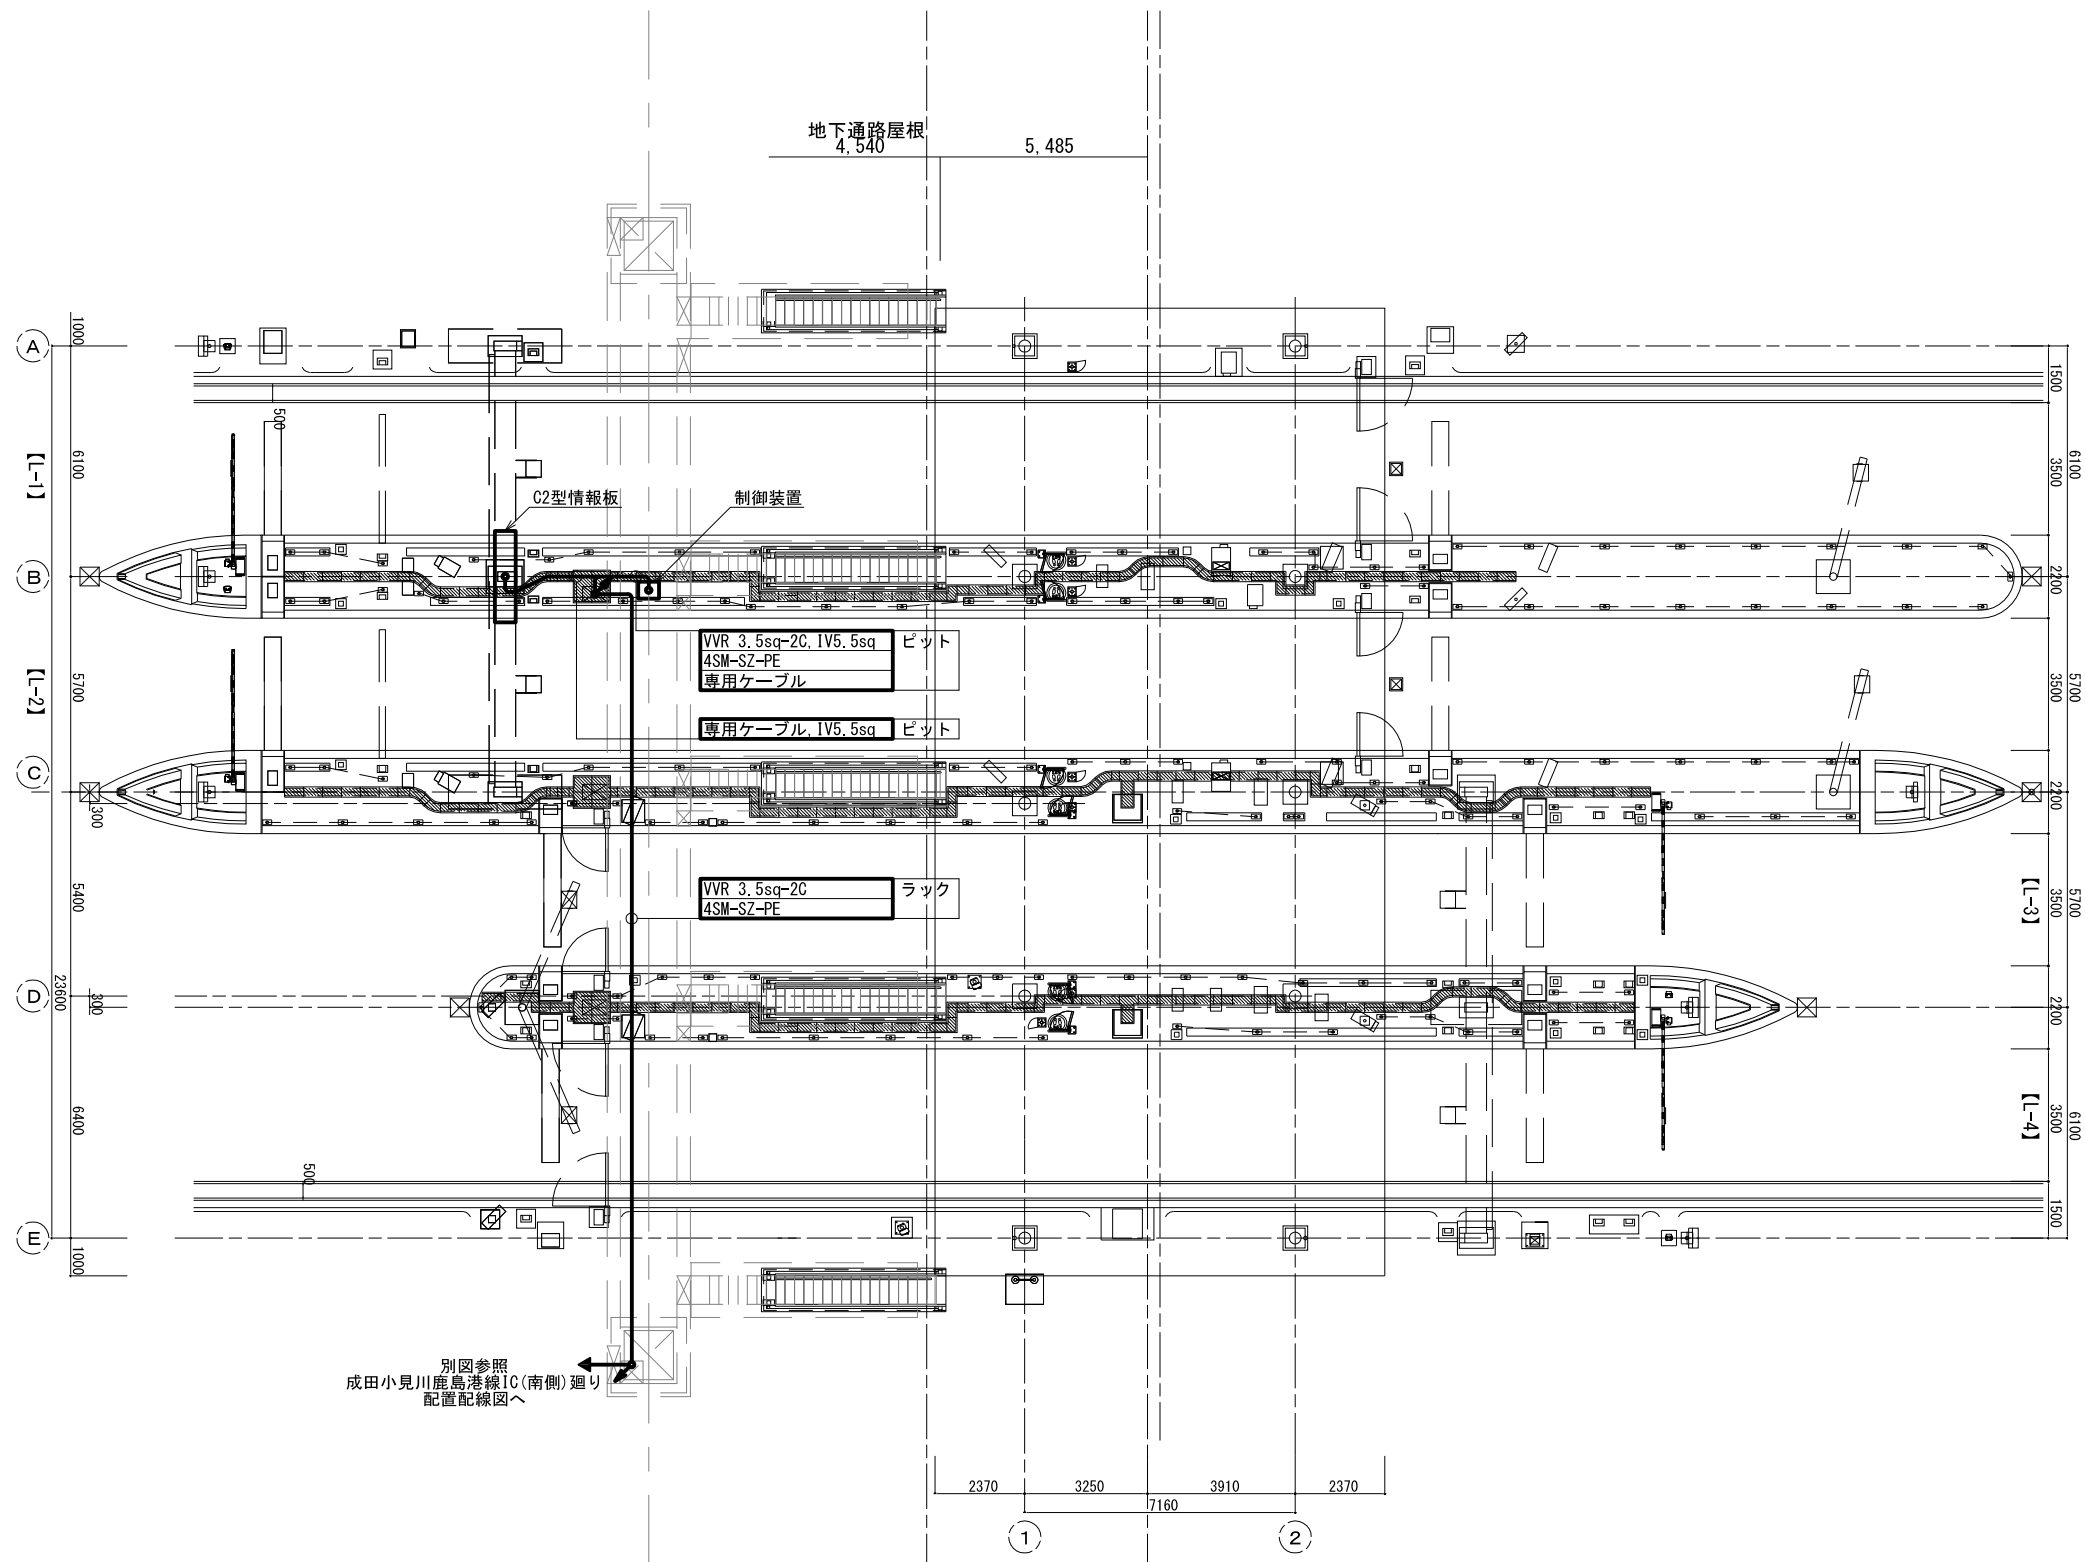 地下通路屋根
4,540
5,485
A
B
C
D
E
1000
6100
【L-1】
5700
【L-2】
300
5400
23600
300
6400
1000
500
500
C2型情報板
制御装置
VVR 3.5sq-2C,IV5.5sq ピット
4SM-SZ-PE
専用ケーブル
専用ケーブル,IV5.5sq ピット
VVR 3.5sq-2C ラック
4SM-SZ-PE
1500
6100
3500
2200
5700
3500
2200
5700
3500
【L-3】
2200
6100
3500
【L-4】
1500
別図参照
成田小見川鹿島港線IC(南側)廻り
配置配線図へ
2370
3250
3910
2370
7160
1
2